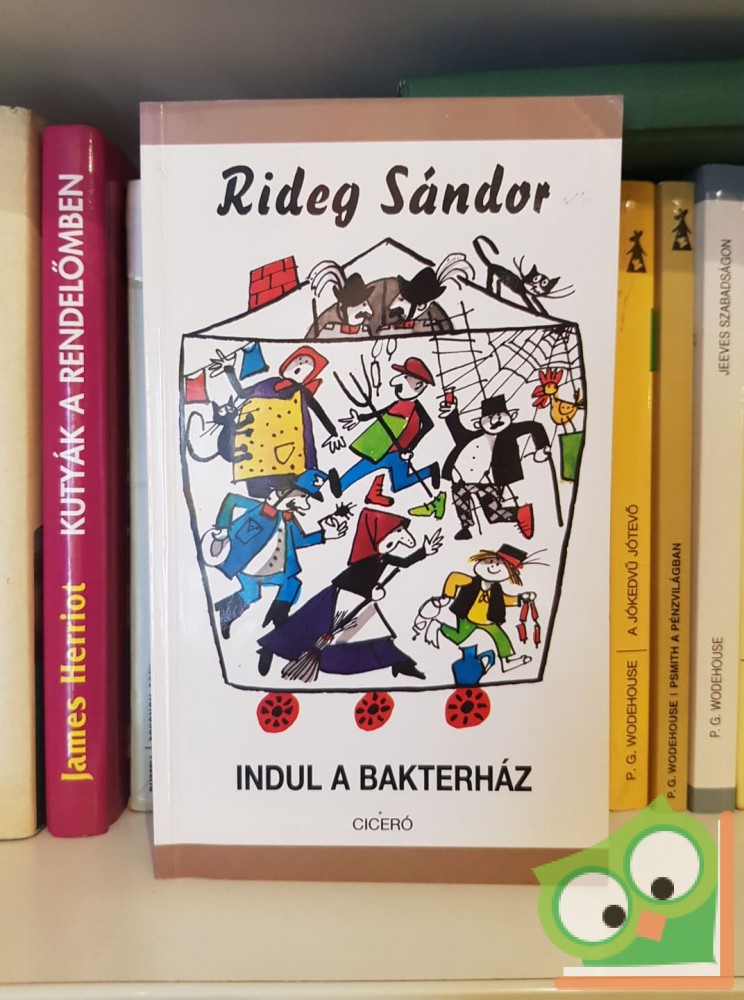 James Herriot KUTYÁK A RENDELŐMBEN
Rideg Sándor
INDUL A BAKTERHÁZ
CICERÓ
P. G. WODEHOUSE | A JÓKEDVŰ JÓTEVŐ
P. G. WODEHOUSE | PSMITH A PÉNZVILÁGBAN
P. G. WODEHOUSE JEEVES SZABADSÁGON